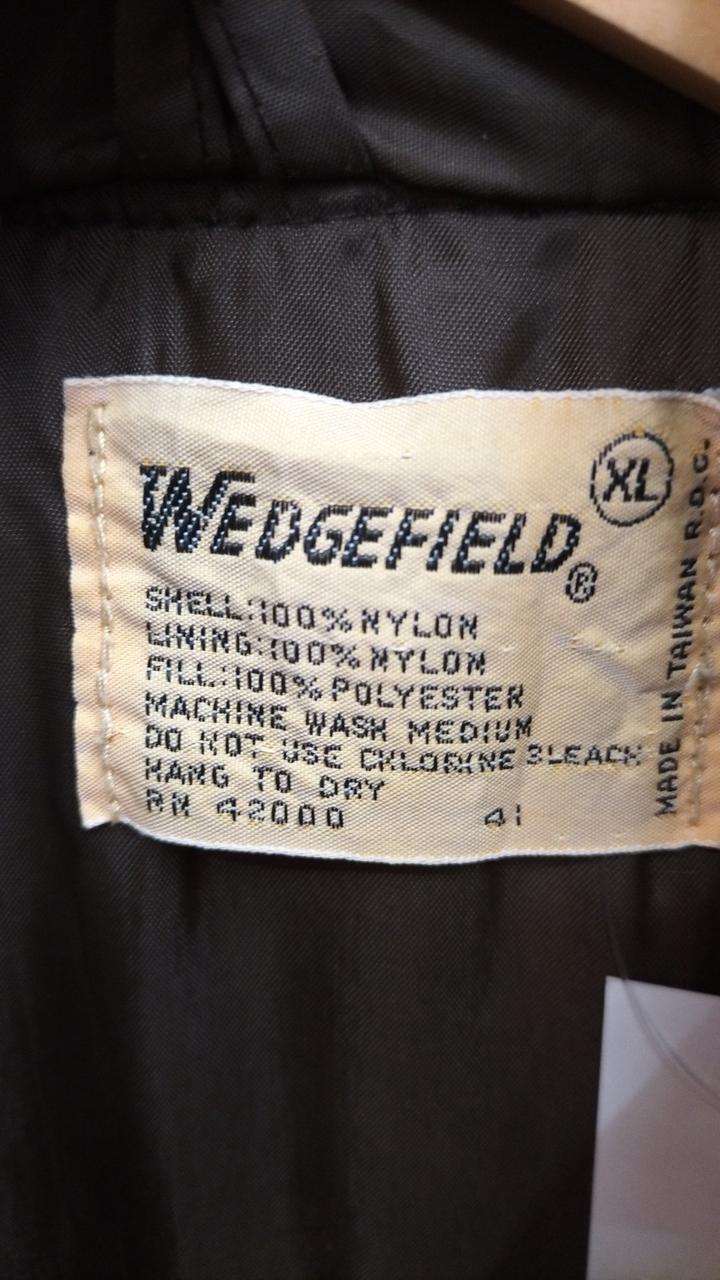 WEDGEFIELD®
XL
SHELL:100% NYLON
LINING:100% NYLON
FILL:100% POLYESTER
MACHINE WASH MEDIUM
DO NOT USE CHLORINE BLEACH
HANG TO DRY
RN 42000 41
MADE IN TAIWAN R.O.C.